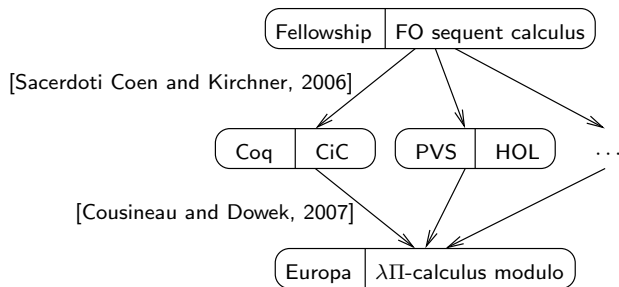 Fellowship FO sequent calculus
[Sacerdoti Coen and Kirchner, 2006]
Coq CiC PVS HOL ...
[Cousineau and Dowek, 2007]
Europa λΠ-calculus modulo